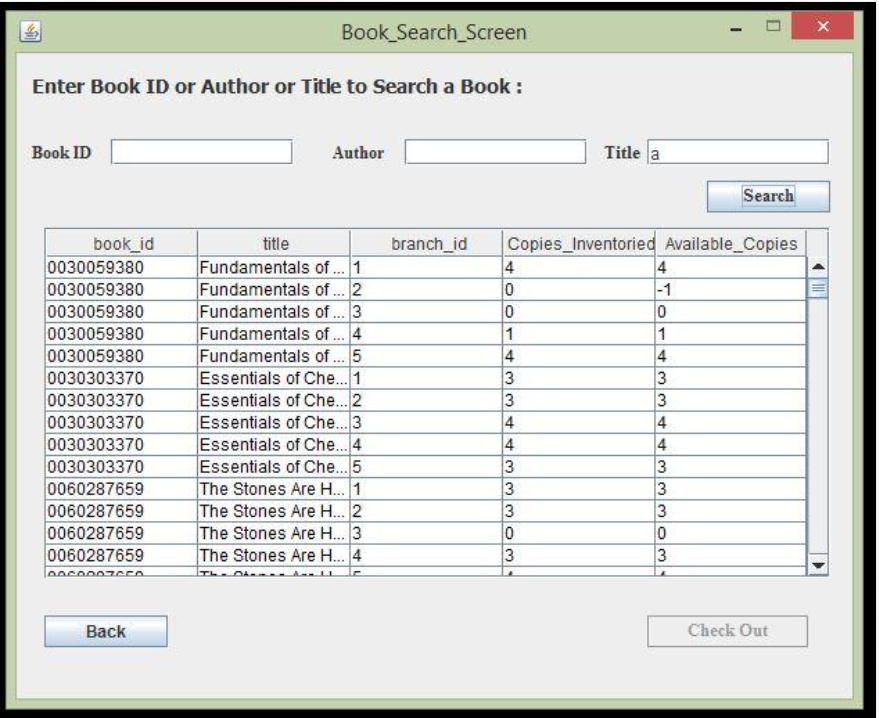 Book_Search_Screen
Enter Book ID or Author or Title to Search a Book :
Book ID Author Title a
Search
book_id title branch_id Copies_Inventoried Available_Copies
0030059380 Fundamentals of ... 1 4 4
0030059380 Fundamentals of ... 2 0 -1
0030059380 Fundamentals of ... 3 0 0
0030059380 Fundamentals of ... 4 1 1
0030059380 Fundamentals of ... 5 4 4
0030303370 Essentials of Che... 1 3 3
0030303370 Essentials of Che... 2 3 3
0030303370 Essentials of Che... 3 4 4
0030303370 Essentials of Che... 4 4 4
0030303370 Essentials of Che... 5 3 3
0060287659 The Stones Are H... 1 3 3
0060287659 The Stones Are H... 2 3 3
0060287659 The Stones Are H... 3 0 0
0060287659 The Stones Are H... 4 3 3
Back Check Out